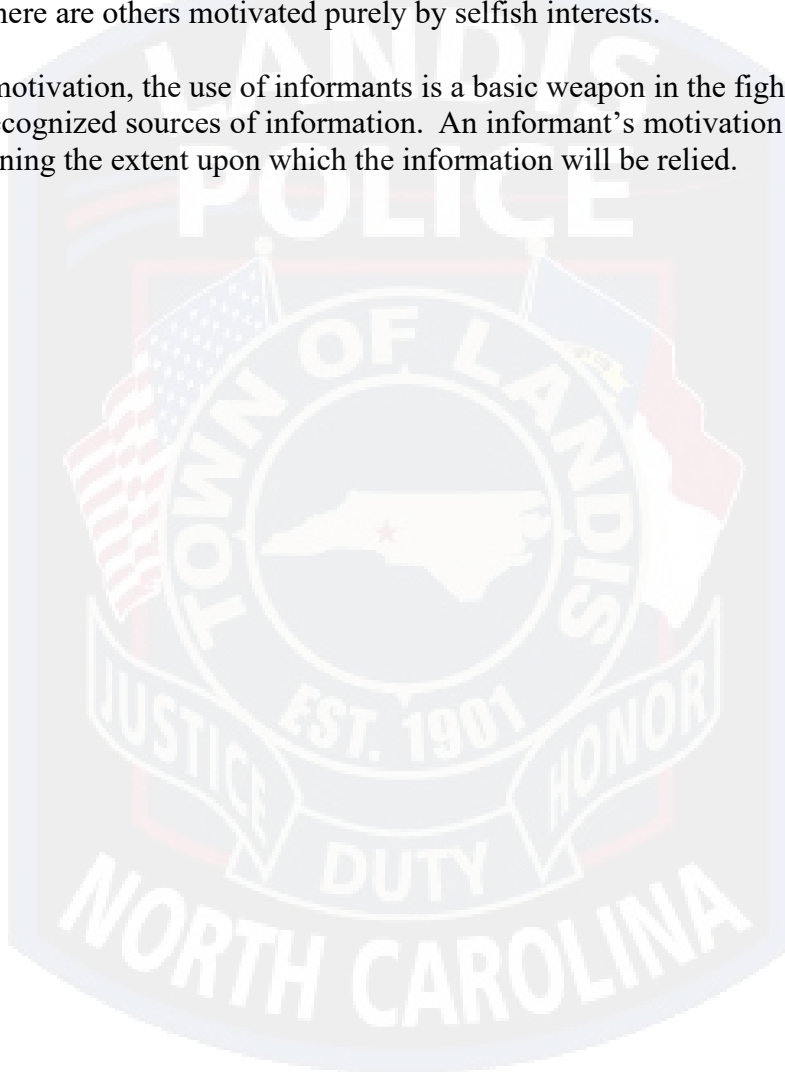 here are others motivated purely by selfish interests.
motivation, the use of informants is a basic weapon in the figh
ecognized sources of information. An informant's motivation
ning the extent upon which the information will be relied.
LANDIS
POLICE
TOWN OF LANDIS
EST. 1901
JUSTICE
DUTY
HONOR
NORTH CAROLINA